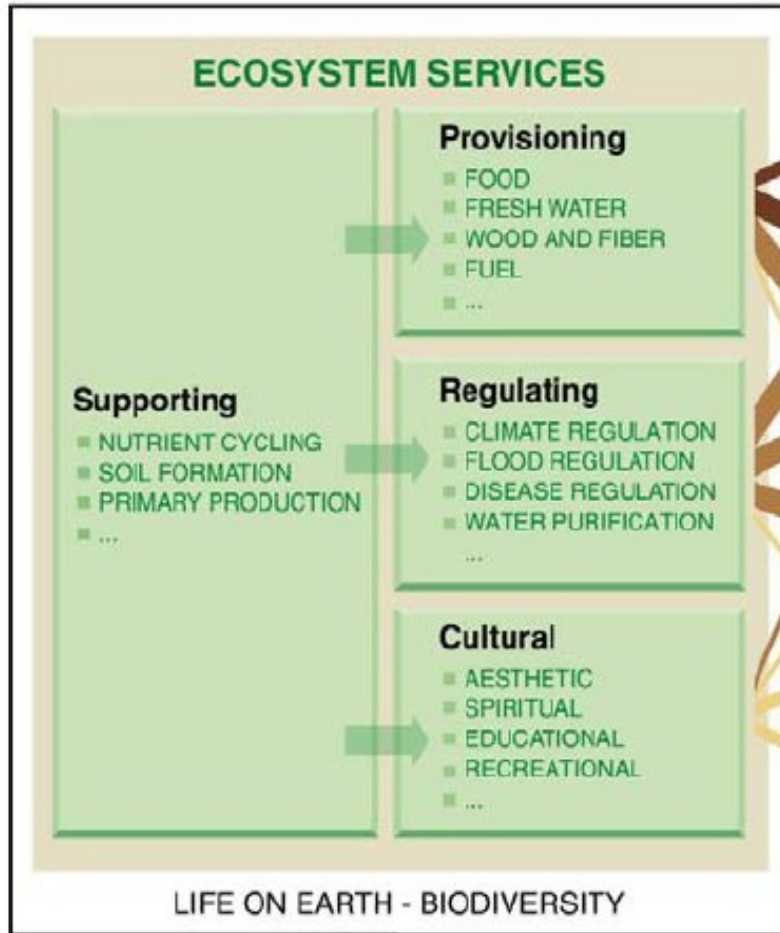 ECOSYSTEM SERVICES
Supporting
NUTRIENT CYCLING
SOIL FORMATION
PRIMARY PRODUCTION
...
Provisioning
FOOD
FRESH WATER
WOOD AND FIBER
FUEL
...
Regulating
CLIMATE REGULATION
FLOOD REGULATION
DISEASE REGULATION
WATER PURIFICATION
...
Cultural
AESTHETIC
SPIRITUAL
EDUCATIONAL
RECREATIONAL
...
LIFE ON EARTH - BIODIVERSITY